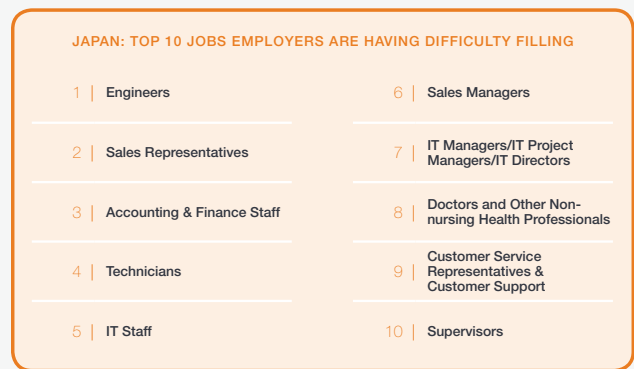 JAPAN: TOP 10 JOBS EMPLOYERS ARE HAVING DIFFICULTY FILLING
1 Engineers
2 Sales Representatives
3 Accounting & Finance Staff
4 Technicians
5 IT Staff
6 Sales Managers
7 IT Managers/IT Project
Managers/IT Directors
8 Doctors and Other Non-
nursing Health Professionals
9 Customer Service
Representatives &
Customer Support
10 Supervisors